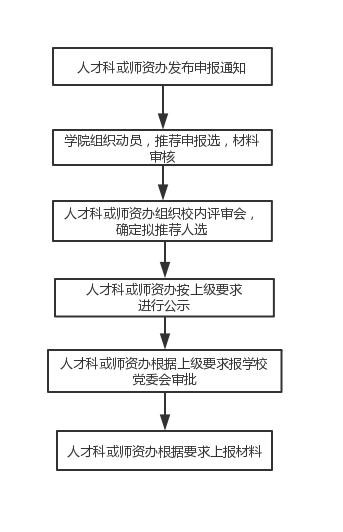 人才科或师资办发布申报通知
学院组织动员，推荐申报选，材料
审核
人才科或师资办组织校内评审会，
确定拟推荐人选
人才科或师资办按上级要求
进行公示
人才科或师资办根据上级要求报学校
党委会审批
人才科或师资办根据要求上报材料